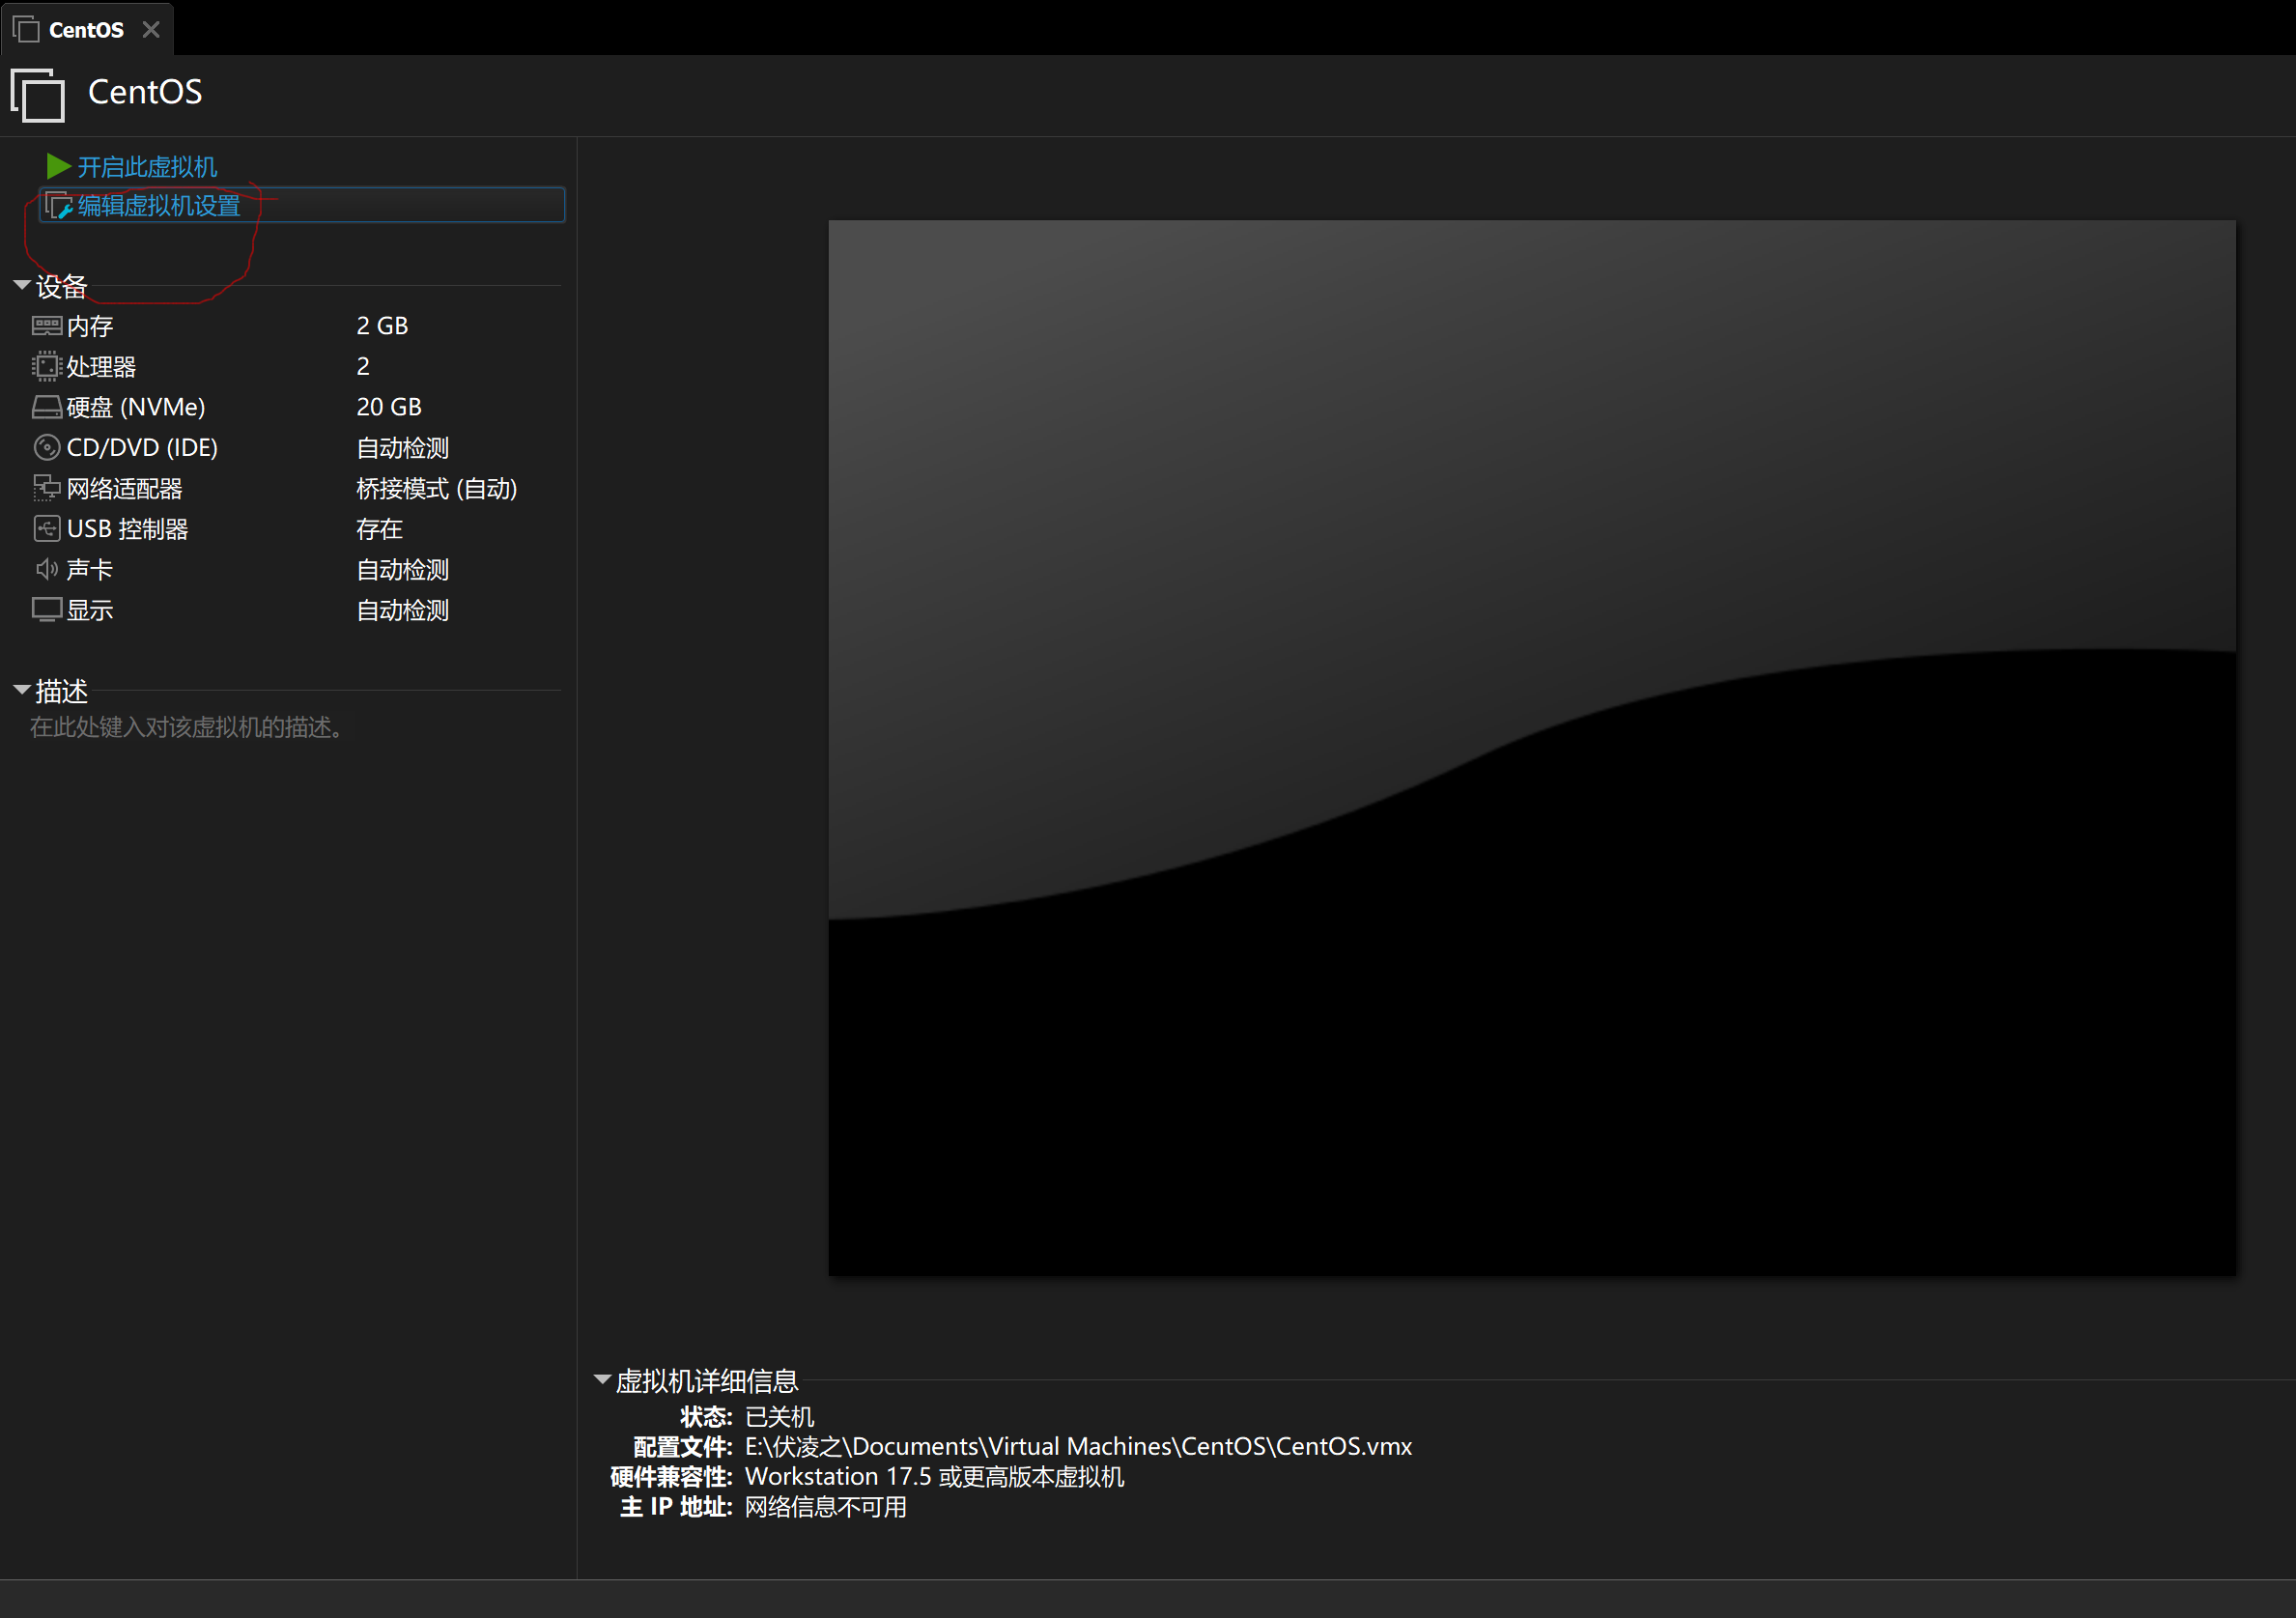 CentOS
CentOS
开启此虚拟机
编辑虚拟机设置
设备
内存 2 GB
处理器 2
硬盘 (NVMe) 20 GB
CD/DVD (IDE) 自动检测
网络适配器 桥接模式 (自动)
USB 控制器 存在
声卡 自动检测
显示 自动检测
描述
在此处键入对该虚拟机的描述。
虚拟机详细信息
状态: 已关机
配置文件: E:\伏凌之\Documents\Virtual Machines\CentOS\CentOS.vmx
硬件兼容性: Workstation 17.5 或更高版本虚拟机
主 IP 地址: 网络信息不可用